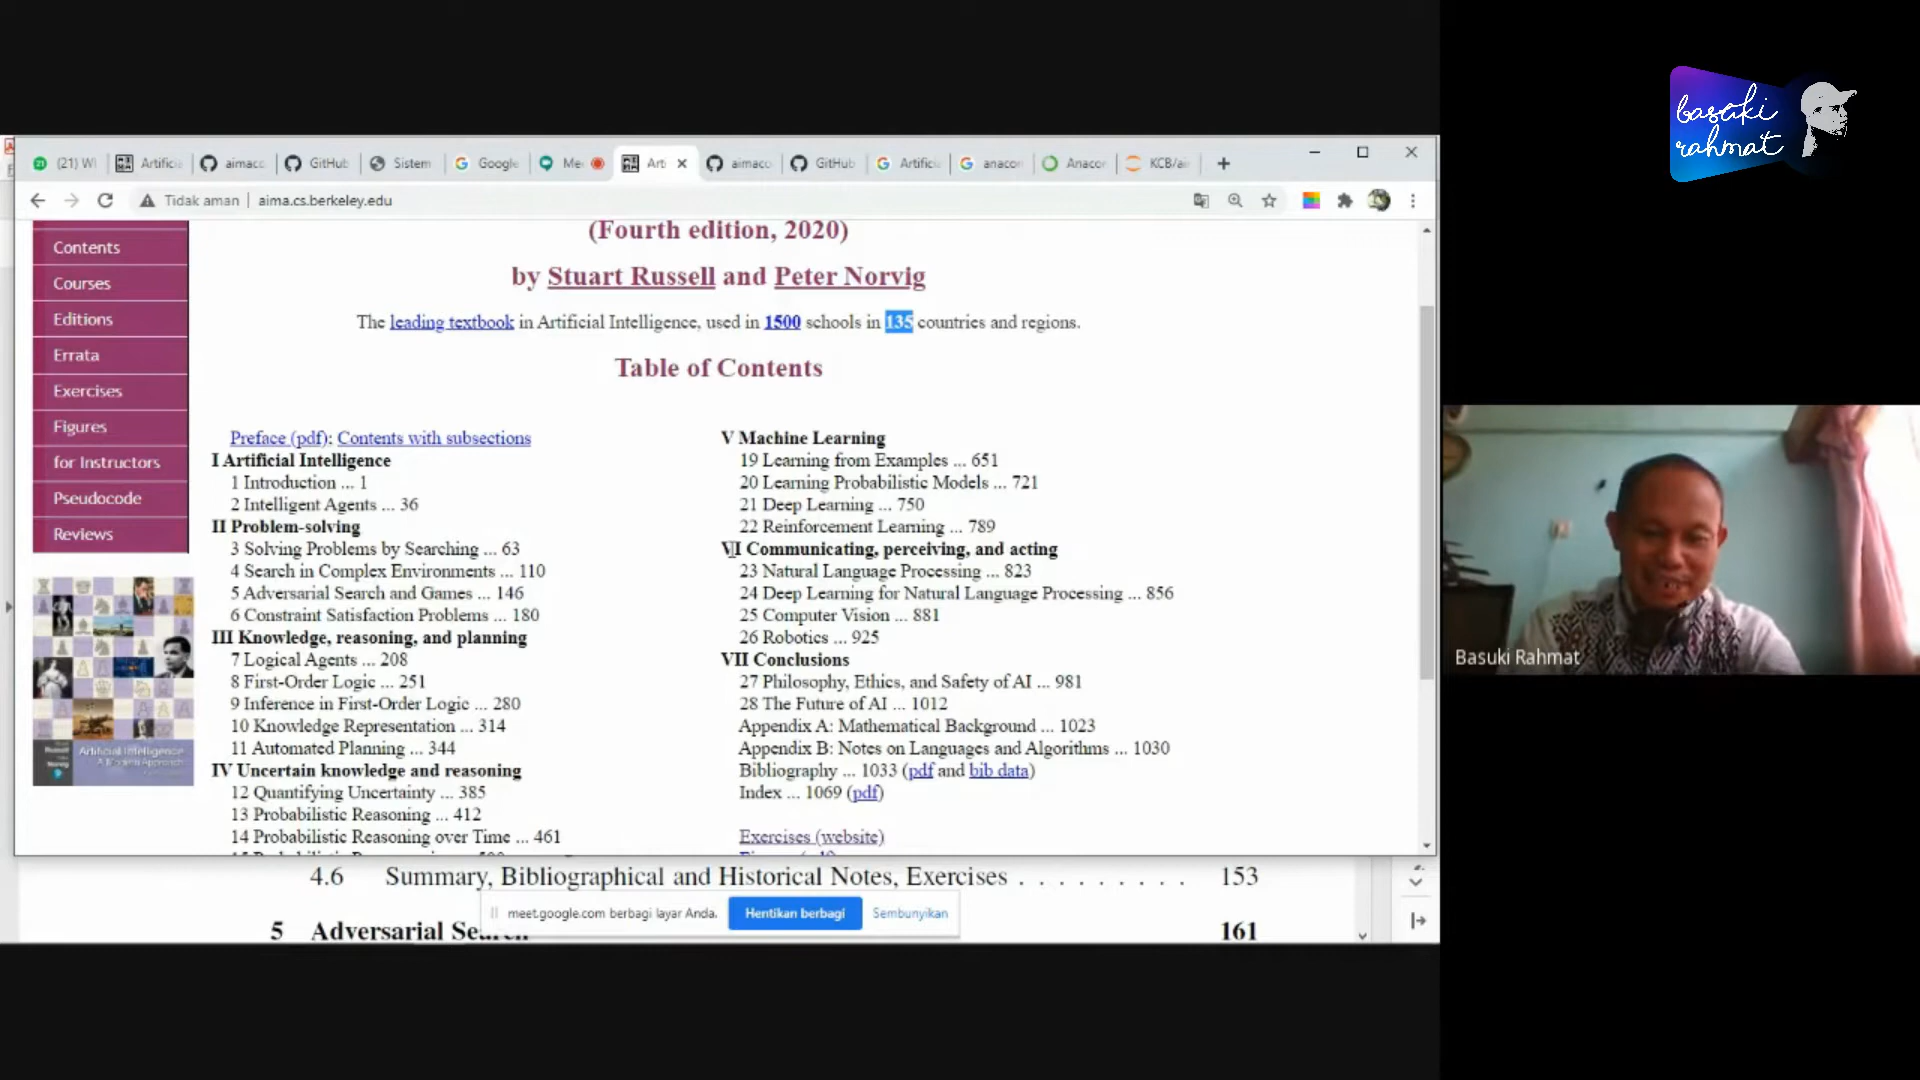 basuki
rahmat
(21) W
Artifici
aimacc
GitHub
Sistem
Google
Me
Arti
aimacc
GitHub
Artific
anacor
Anacor
KCB/ai
Tidak aman
aima.cs.berkeley.edu
Contents
Courses
Editions
Errata
Exercises
Figures
for Instructors
Pseudocode
Reviews
Artificial Intelligence
A Modern Approach
(Fourth edition, 2020)
by Stuart Russell and Peter Norvig
The leading textbook in Artificial Intelligence, used in 1500 schools in 135 countries and regions.
Table of Contents
Preface (pdf); Contents with subsections
I Artificial Intelligence
1 Introduction ... 1
2 Intelligent Agents ... 36
II Problem-solving
3 Solving Problems by Searching ... 63
4 Search in Complex Environments ... 110
5 Adversarial Search and Games ... 146
6 Constraint Satisfaction Problems ... 180
III Knowledge, reasoning, and planning
7 Logical Agents ... 208
8 First-Order Logic ... 251
9 Inference in First-Order Logic ... 280
10 Knowledge Representation ... 314
11 Automated Planning ... 344
IV Uncertain knowledge and reasoning
12 Quantifying Uncertainty ... 385
13 Probabilistic Reasoning ... 412
14 Probabilistic Reasoning over Time ... 461
V Machine Learning
19 Learning from Examples ... 651
20 Learning Probabilistic Models ... 721
21 Deep Learning ... 750
22 Reinforcement Learning ... 789
VI Communicating, perceiving, and acting
23 Natural Language Processing ... 823
24 Deep Learning for Natural Language Processing ... 856
25 Computer Vision ... 881
26 Robotics ... 925
VII Conclusions
27 Philosophy, Ethics, and Safety of AI ... 981
28 The Future of AI ... 1012
Appendix A: Mathematical Background ... 1023
Appendix B: Notes on Languages and Algorithms ... 1030
Bibliography ... 1033 (pdf and bib data)
Index ... 1069 (pdf)
Exercises (website)
Basuki Rahmat
4.6 Summary, Bibliographical and Historical Notes, Exercises . . . . . . . . . 153
meet.google.com berbagi layar Anda.
Hentikan berbagi
Sembunyikan
5 Adversarial Search 161